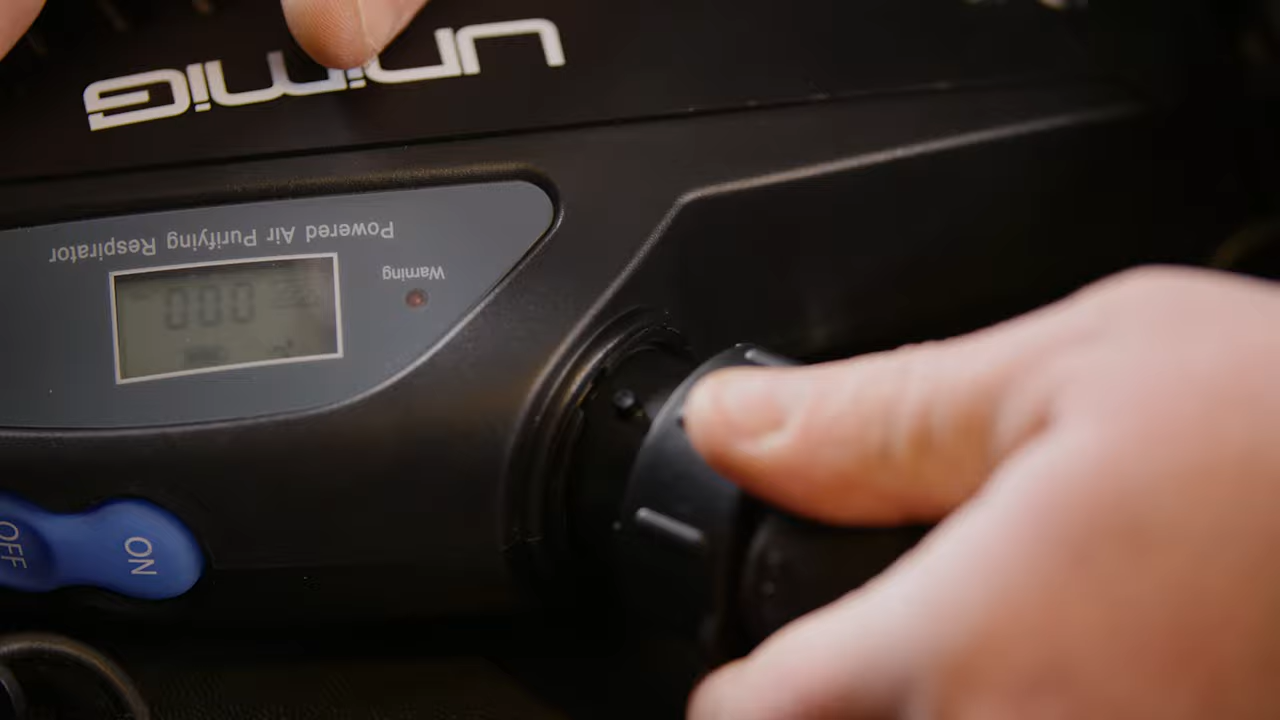 UNIMIG
Powered Air Purifying Respirator
Warning
000
ON
OFF